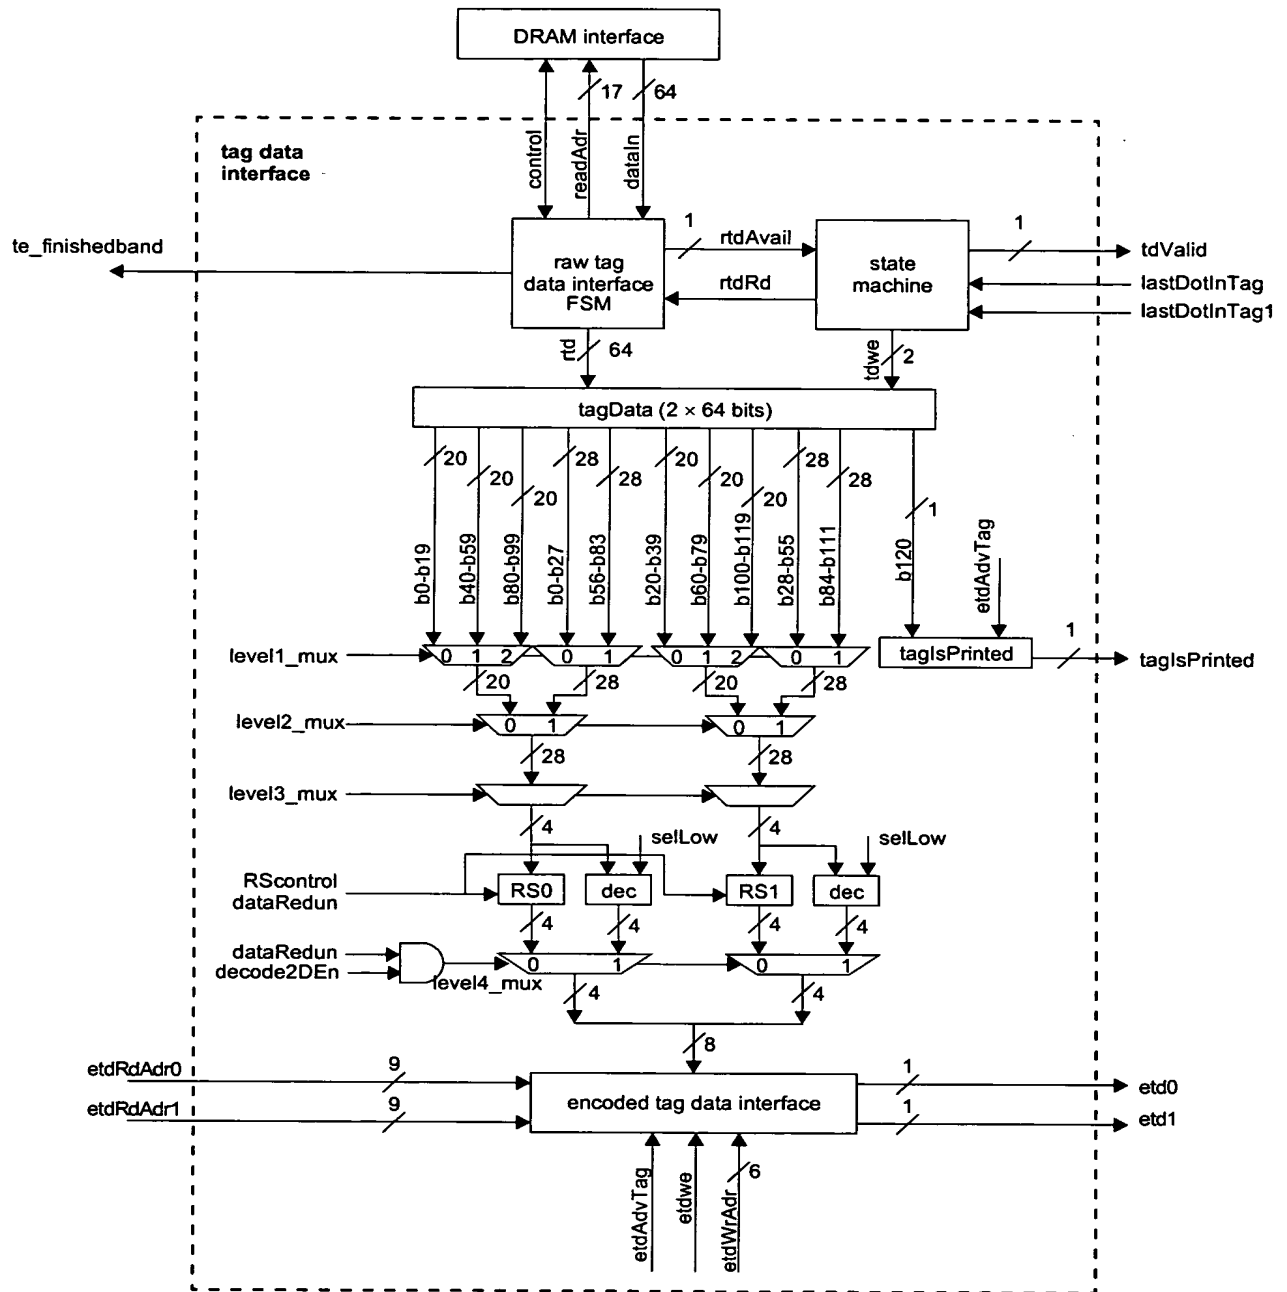 DRAM interface
17
64
control
readAdr
dataIn
tag data
interface
te_finishedband
raw tag
data interface
FSM
1
rtdAvail
rtdRd
state
machine
1
tdValid
lastDotInTag
lastDotInTag1
rtd
64
tdwe
2
tagData (2 × 64 bits)
20
20
20
28
28
20
20
20
28
28
1
b0-b19
b40-b59
b80-b99
b0-b27
b56-b83
b20-b39
b60-b79
b100-b119
b28-b55
b84-b111
b120
etdAdvTag
level1_mux
0 1 2
0 1
0 1 2
0 1
tagIsPrinted
1
tagIsPrinted
20
28
20
28
level2_mux
0 1
0 1
28
28
level3_mux
4
4
selLow
selLow
RScontrol
dataRedun
RS0
dec
RS1
dec
4
4
4
4
dataRedun
decode2DEn
level4_mux
0 1
0 1
4
4
8
etdRdAdr0
9
etdRdAdr1
9
encoded tag data interface
1
etd0
1
etd1
etdAdvTag
etdwe
etdWrAdr
6